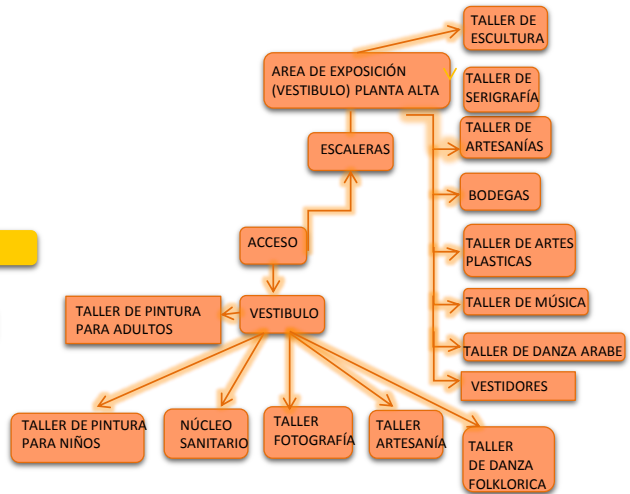 TALLER DE
ESCULTURA
AREA DE EXPOSICIÓN
(VESTIBULO) PLANTA ALTA
TALLER DE
SERIGRAFÍA
TALLER DE
ARTESANÍAS
ESCALERAS
BODEGAS
ACCESO
TALLER DE ARTES
PLASTICAS
TALLER DE PINTURA
PARA ADULTOS
VESTIBULO
TALLER DE MÚSICA
TALLER DE DANZA ARABE
VESTIDORES
TALLER DE PINTURA
PARA NIÑOS
NÚCLEO
SANITARIO
TALLER
FOTOGRAFÍA
TALLER
ARTESANÍA
TALLER
DE DANZA
FOLKLORICA